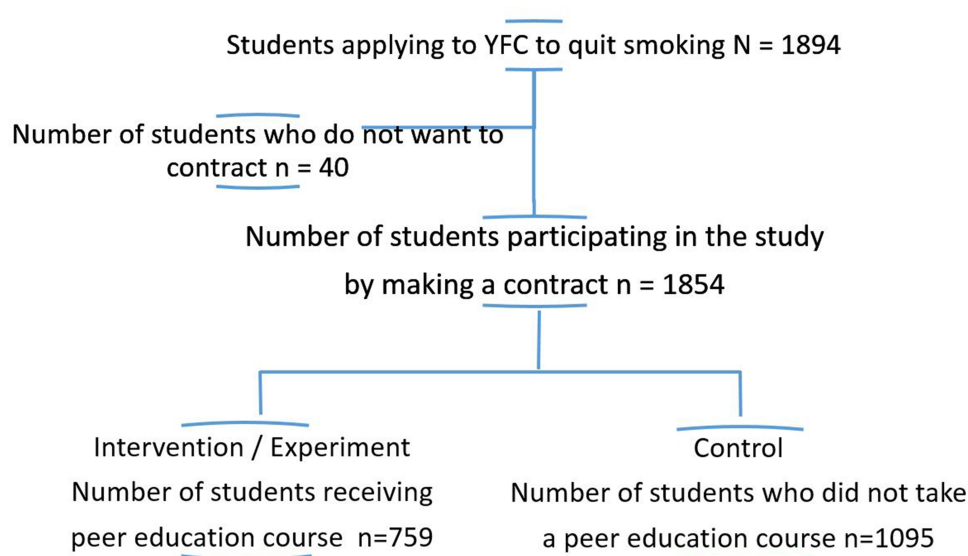 Students applying to YFC to quit smoking N = 1894
Number of students who do not want to
contract n = 40
Number of students participating in the study
by making a contract n = 1854
Intervention / Experiment
Number of students receiving
peer education course n=759
Control
Number of students who did not take
a peer education course n=1095